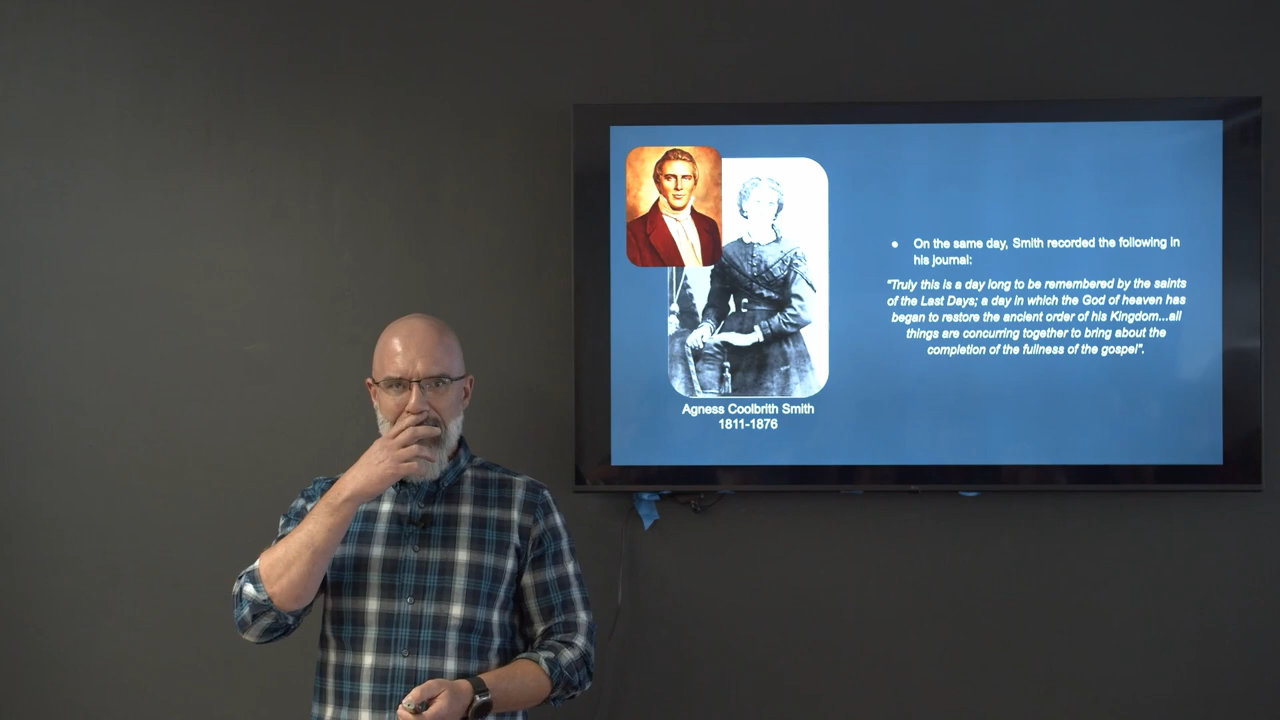 On the same day, Smith recorded the following in
his journal:
"Truly this is a day long to be remembered by the saints
of the Last Days; a day in which the God of heaven has
began to restore the ancient order of his Kingdom...all
things are concurring together to bring about the
completion of the fullness of the gospel".
Agness Coolbrith Smith
1811-1876